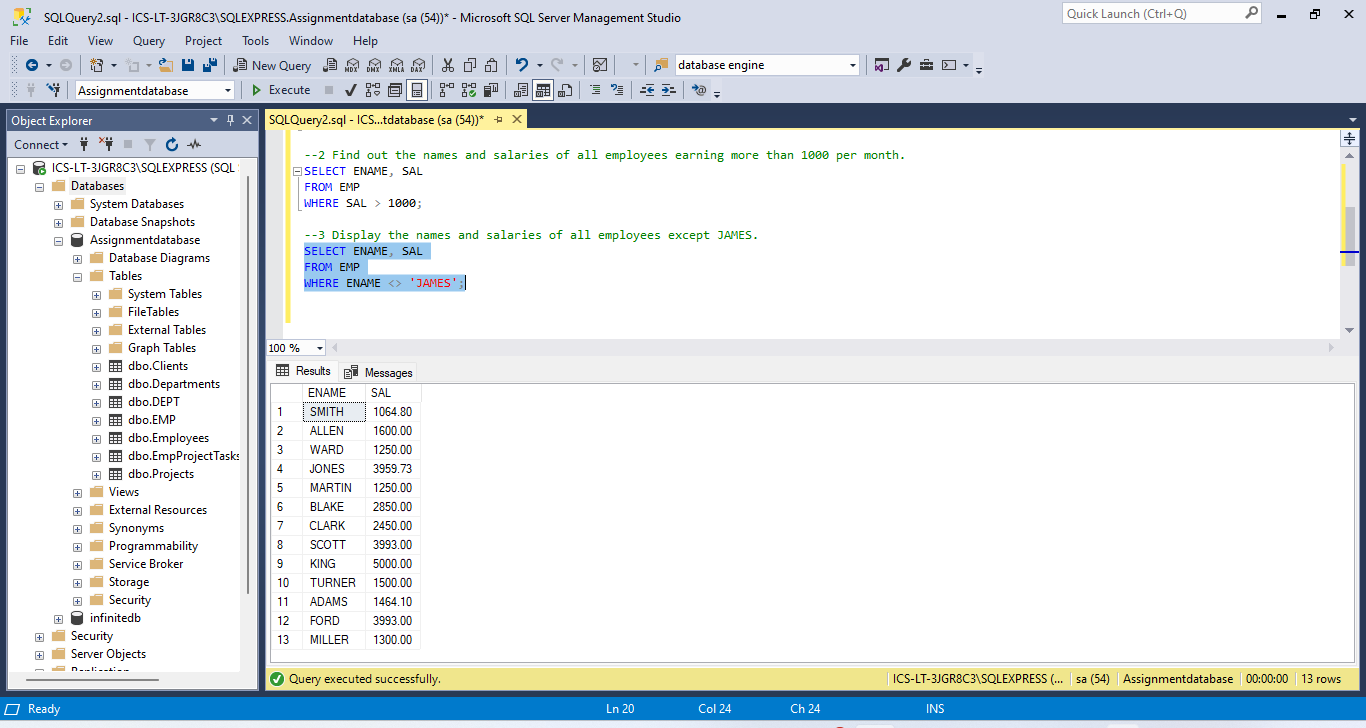 SQLQuery2.sql - ICS-LT-3JGR8C3\SQLEXPRESS.Assignmentdatabase (sa (54))* - Microsoft SQL Server Management Studio
Quick Launch (Ctrl+Q)
File Edit View Query Project Tools Window Help
New Query MDX DMX XMLA DAX database engine
Assignmentdatabase Execute
Object Explorer
Connect
ICS-LT-3JGR8C3\SQLEXPRESS (SQL
Databases
System Databases
Database Snapshots
Assignmentdatabase
Database Diagrams
Tables
System Tables
FileTables
External Tables
Graph Tables
dbo.Clients
dbo.Departments
dbo.DEPT
dbo.EMP
dbo.Employees
dbo.EmpProjectTasks
dbo.Projects
Views
External Resources
Synonyms
Programmability
Service Broker
Storage
Security
infinitedb
Security
Server Objects
Replication
SQLQuery2.sql - ICS...tdatabase (sa (54))*
--2 Find out the names and salaries of all employees earning more than 1000 per month.
SELECT ENAME, SAL
FROM EMP
WHERE SAL > 1000;
--3 Display the names and salaries of all employees except JAMES.
SELECT ENAME, SAL
FROM EMP
WHERE ENAME <> 'JAMES';
100 %
Results Messages
ENAME SAL
1 SMITH 1064.80
2 ALLEN 1600.00
3 WARD 1250.00
4 JONES 3959.73
5 MARTIN 1250.00
6 BLAKE 2850.00
7 CLARK 2450.00
8 SCOTT 3993.00
9 KING 5000.00
10 TURNER 1500.00
11 ADAMS 1464.10
12 FORD 3993.00
13 MILLER 1300.00
Query executed successfully. ICS-LT-3JGR8C3\SQLEXPRESS (... sa (54) Assignmentdatabase 00:00:00 13 rows
Ready Ln 20 Col 24 Ch 24 INS